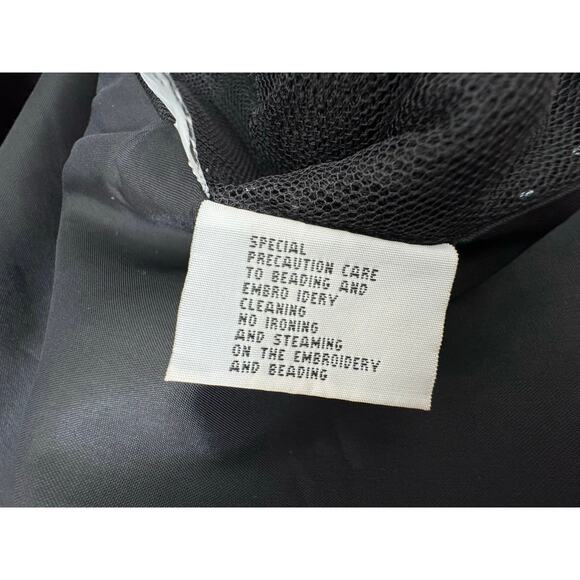 SPECIAL
PRECAUTION CARE
TO BEADING AND
EMBRO IDERY
CLEANING
NO IRONING
AND STEAMING
ON THE EMBROIDERY
AND BEADING